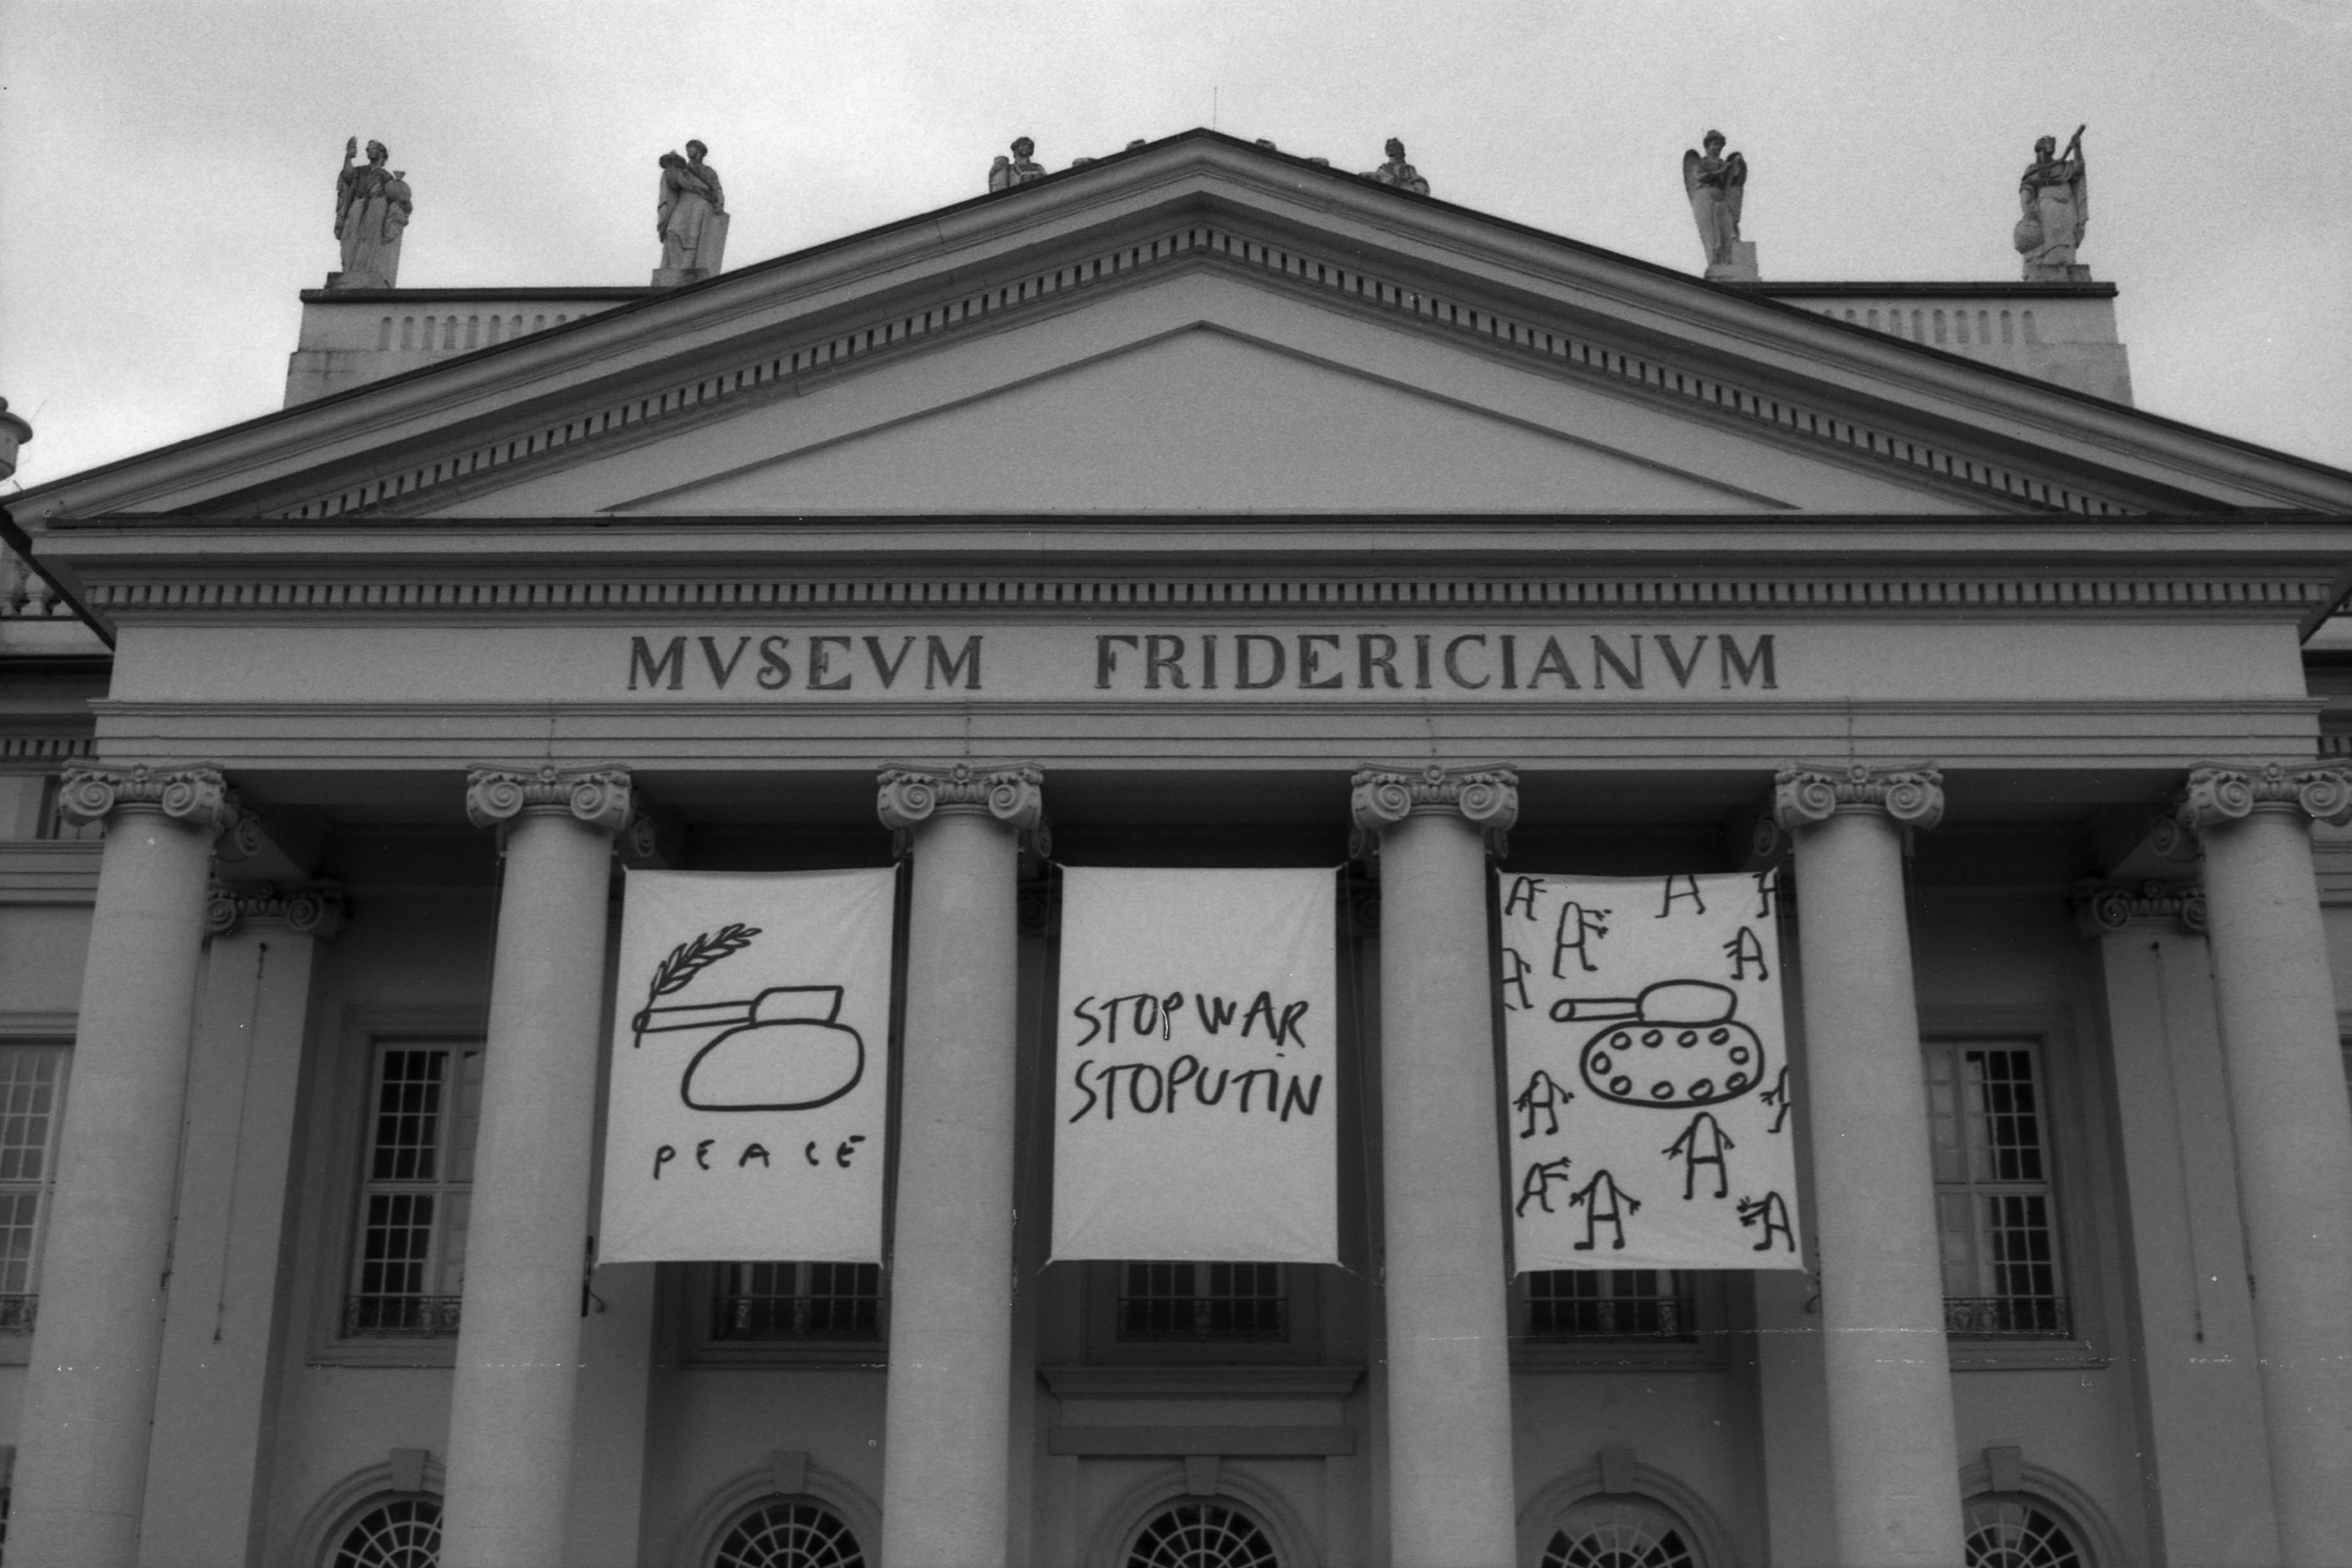 MVSEVM FRIDERICIANVM
PEACE
STOP WAR
STOPUTIN